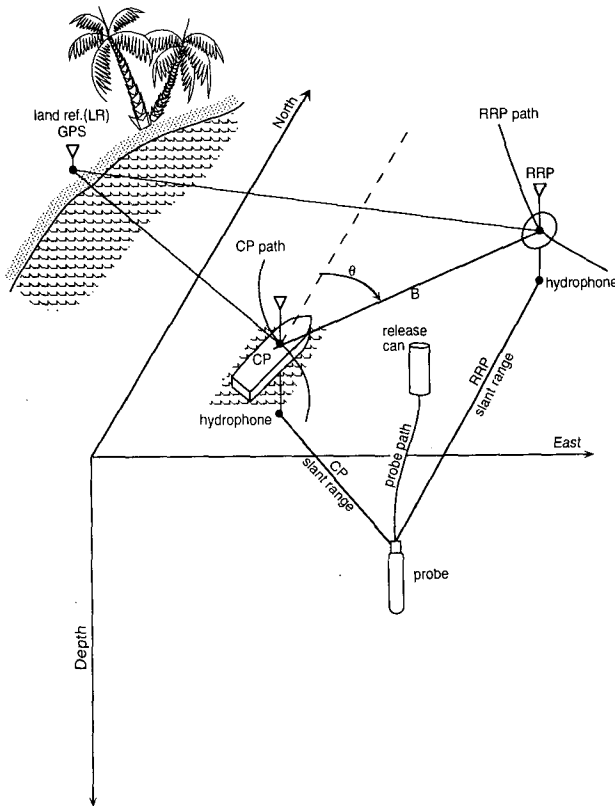 land ref.(LR)
GPS
North
RRP path
RRP
CP path
θ
B
hydrophone
release
can
CP
hydrophone
RRP
slant range
East
CP
slant range
probe path
probe
Depth